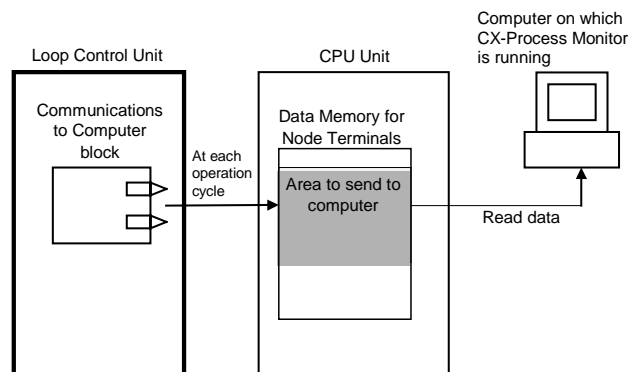 Computer on which
CX-Process Monitor
is running
Loop Control Unit
CPU Unit
Communications
to Computer
block
At each
operation
cycle
Data Memory for
Node Terminals
Area to send to
computer
Read data